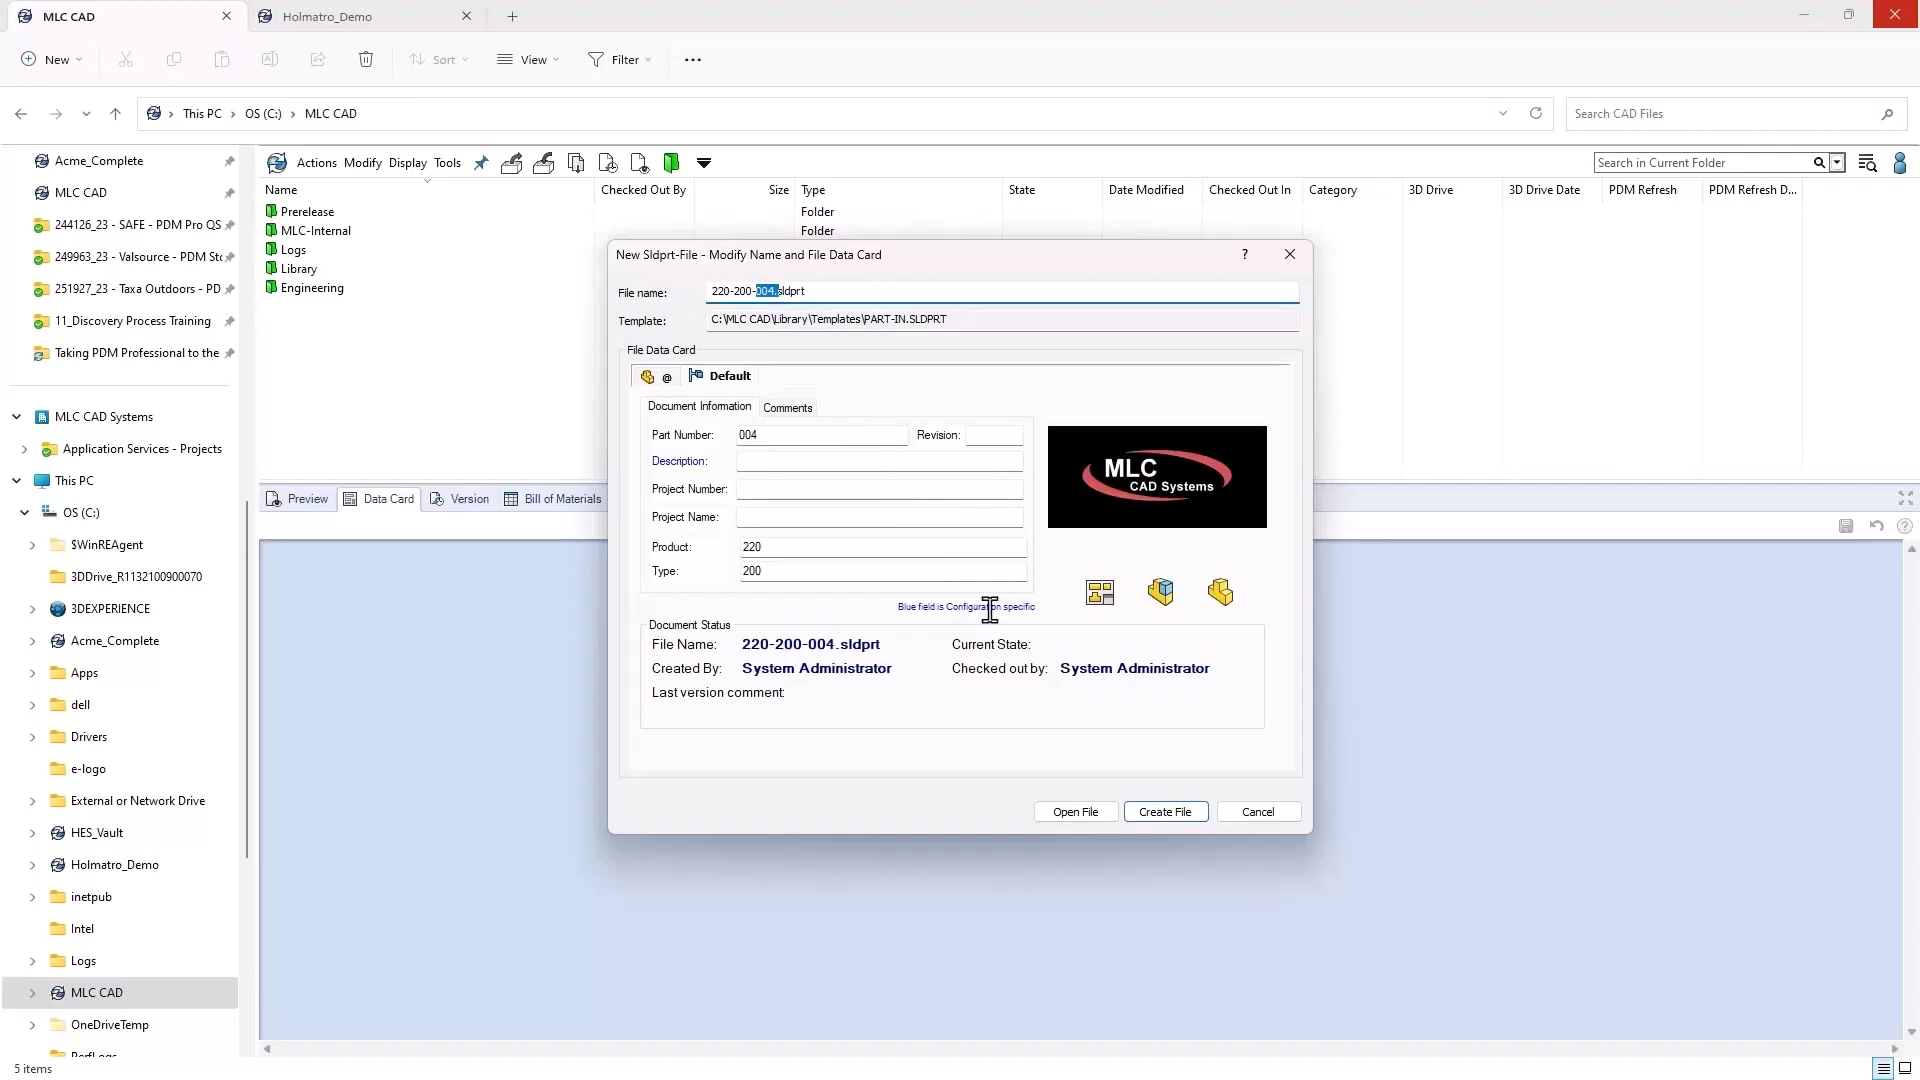 MLC CAD
Holmatro_Demo
New
Sort
View
Filter
This PC
OS (C:)
MLC CAD
Search CAD Files
Actions Modify Display Tools
Search in Current Folder
Name Checked Out By Size Type State Date Modified Checked Out In Category 3D Drive 3D Drive Date PDM Refresh PDM Refresh D...
Prerelease Folder
MLC-Internal Folder
Logs
Library
Engineering
Acme_Complete
MLC CAD
244126_23 - SAFE - PDM Pro QS
249963_23 - Valsource - PDM Sta
251927_23 - Taxa Outdoors - PD
11_Discovery Process Training
Taking PDM Professional to the
MLC CAD Systems
Application Services - Projects
This PC
OS (C:)
$WinREAgent
3DDrive_R1132100900070
3DEXPERIENCE
Acme_Complete
Apps
dell
Drivers
e-logo
External or Network Drive
HES_Vault
Holmatro_Demo
inetpub
Intel
Logs
MLC CAD
OneDriveTemp
PerfLogs
5 items
Preview Data Card Version Bill of Materials
New Sldprt-File - Modify Name and File Data Card
?
File name: 220-200-004.sldprt
Template: C:\MLC CAD\Library\Templates\PART-IN.SLDPRT
File Data Card
@ Default
Document Information Comments
Part Number: 004 Revision:
Description:
Project Number:
Project Name:
Product: 220
Type: 200
MLC
CAD Systems
Blue field is Configuration specific
Document Status
File Name: 220-200-004.sldprt Current State:
Created By: System Administrator Checked out by: System Administrator
Last version comment:
Open File Create File Cancel